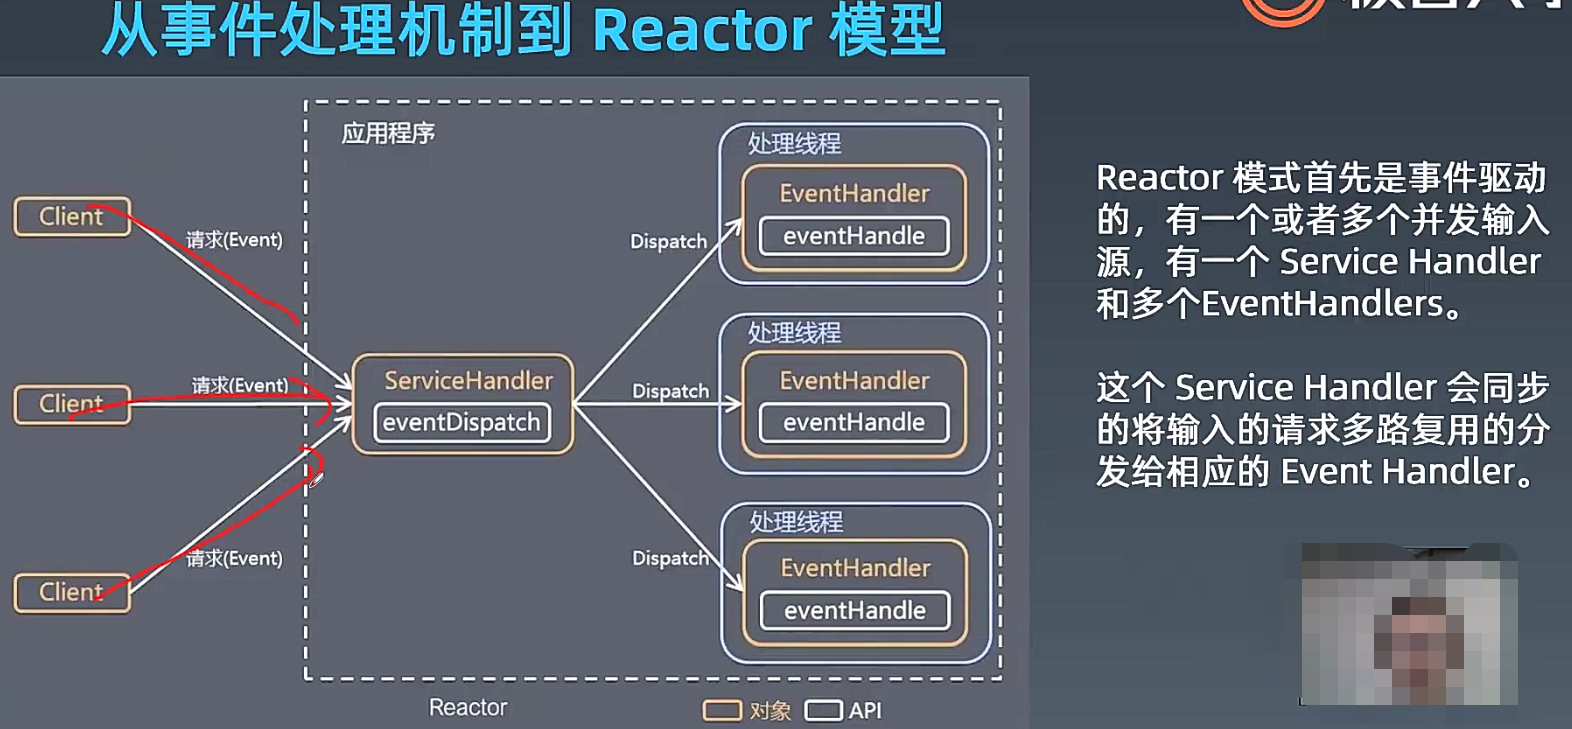 从事件处理机制到 Reactor 模型
应用程序
处理线程
EventHandler
eventHandle
Client
请求(Event)
Dispatch
处理线程
EventHandler
eventHandle
Client
请求(Event)
ServiceHandler
eventDispatch
Dispatch
处理线程
EventHandler
eventHandle
Client
请求(Event)
Dispatch
Reactor
对象
API
Reactor 模式首先是事件驱动
的，有一个或者多个并发输入
源，有一个 Service Handler
和多个EventHandlers。
这个 Service Handler 会同步
的将输入的请求多路复用的分
发给相应的 Event Handler。